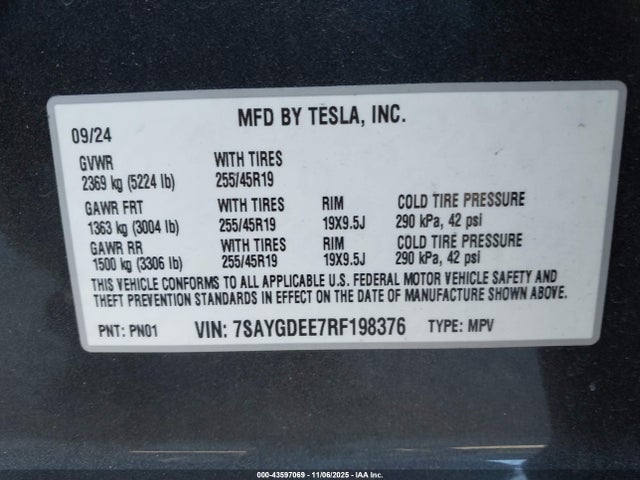 MFD BY TESLA, INC.
09/24
GVWR WITH TIRES
2369 kg (5224 lb) 255/45R19
GAWR FRT WITH TIRES RIM COLD TIRE PRESSURE
1363 kg (3004 lb) 255/45R19 19X9.5J 290 kPa, 42 psi
GAWR RR WITH TIRES RIM COLD TIRE PRESSURE
1500 kg (3306 lb) 255/45R19 19X9.5J 290 kPa, 42 psi
THIS VEHICLE CONFORMS TO ALL APPLICABLE U.S. FEDERAL MOTOR VEHICLE SAFETY AND
THEFT PREVENTION STANDARDS IN EFFECT ON THE DATE OF MANUFACTURE SHOWN ABOVE.
PNT: PN01 VIN: 7SAYGDEE7RF198376 TYPE: MPV
000-43597069 - 11/06/2025 - IAA Inc.